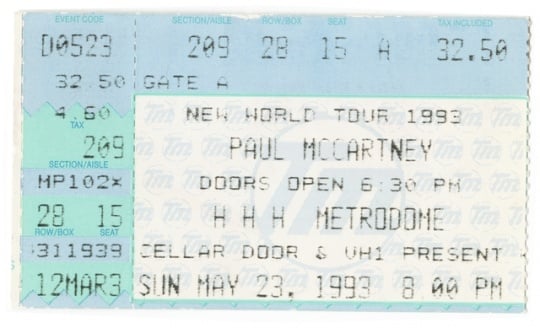 EVENT CODE SECTION/AISLE ROW/BOX SEAT TAX INCLUDED
D0523 209 28 15 A 32.50
32.50 GATE A
4.60 NEW WORLD TOUR 1993
TAX
209 PAUL MCCARTNEY
SECTION/AISLE
MP102* DOORS OPEN 6:30 PM
28 15 H H H METRODOME
ROW/BOX SEAT
311939 CELLAR DOOR & VH1 PRESENT
12MAR3 SUN MAY 23, 1993 8:00 PM